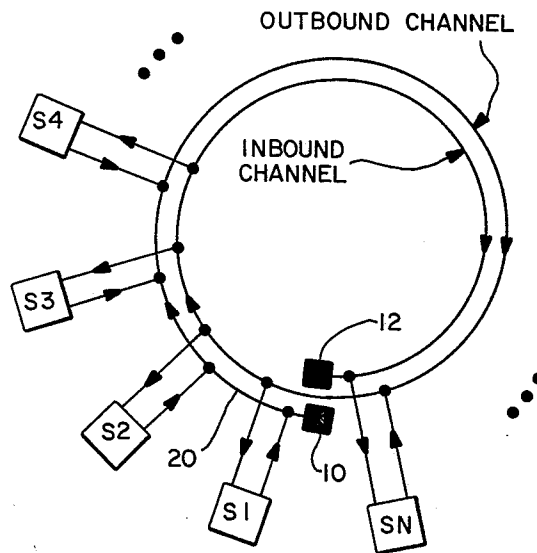 OUTBOUND CHANNEL
INBOUND
CHANNEL
S4
S3
12
S2
20
S1
10
SN